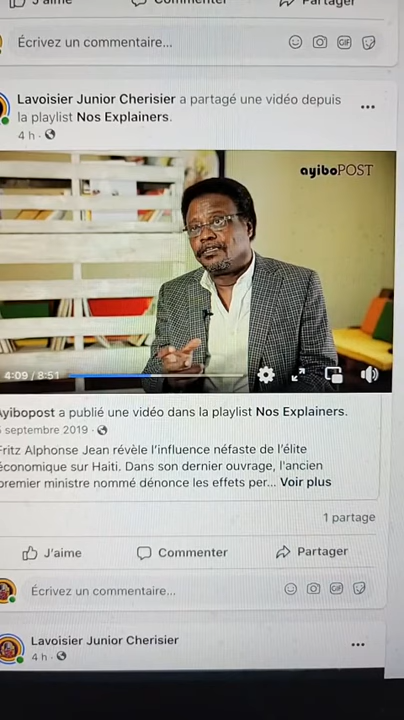 J'aime Commenter Partager
Écrivez un commentaire...
GIF
Lavoisier Junior Cherisier a partagé une vidéo depuis
la playlist Nos Explainers.
4 h ·
ayiboPOST
4:09 / 8:51
Ayibopost a publié une vidéo dans la playlist Nos Explainers.
septembre 2019 ·
Fritz Alphonse Jean révèle l'influence néfaste de l'élite
économique sur Haiti. Dans son dernier ouvrage, l'ancien
premier ministre nommé dénonce les effets per... Voir plus
1 partage
J'aime Commenter Partager
Écrivez un commentaire...
GIF
Lavoisier Junior Cherisier
4 h ·